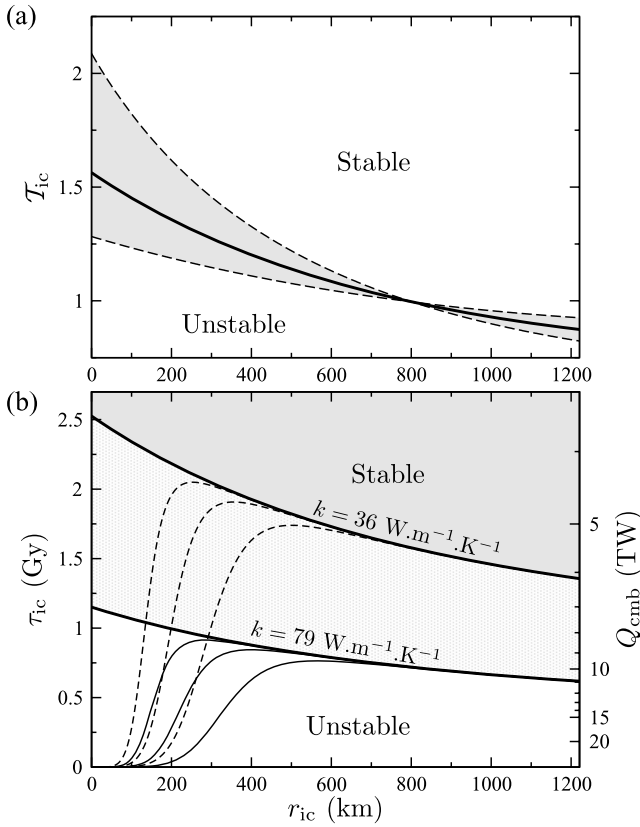 (a)
2
1.5
1
𝒯ic
Stable
Unstable
0 200 400 600 800 1000 1200
(b)
2.5
2
1.5
1
0.5
0
τic (Gy)
Stable
k = 36 W.m⁻¹.K⁻¹
k = 79 W.m⁻¹.K⁻¹
Unstable
5
10
15
20
Qcmb (TW)
0 200 400 600 800 1000 1200
ric (km)